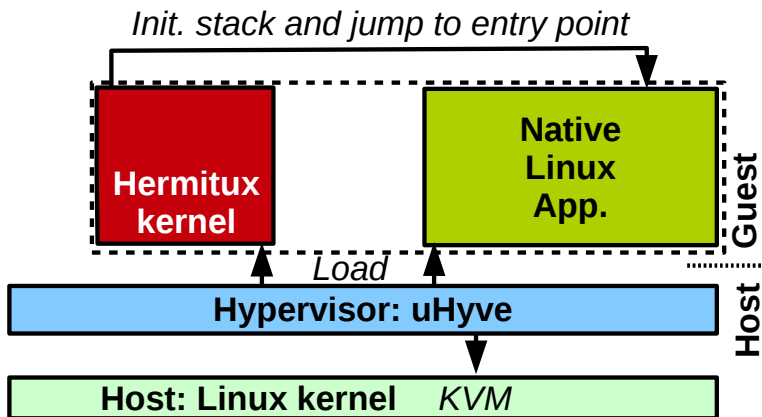 Init. stack and jump to entry point
Hermitux
kernel
Native
Linux
App.
Guest
Load
Host
Hypervisor: uHyve
Host: Linux kernel KVM